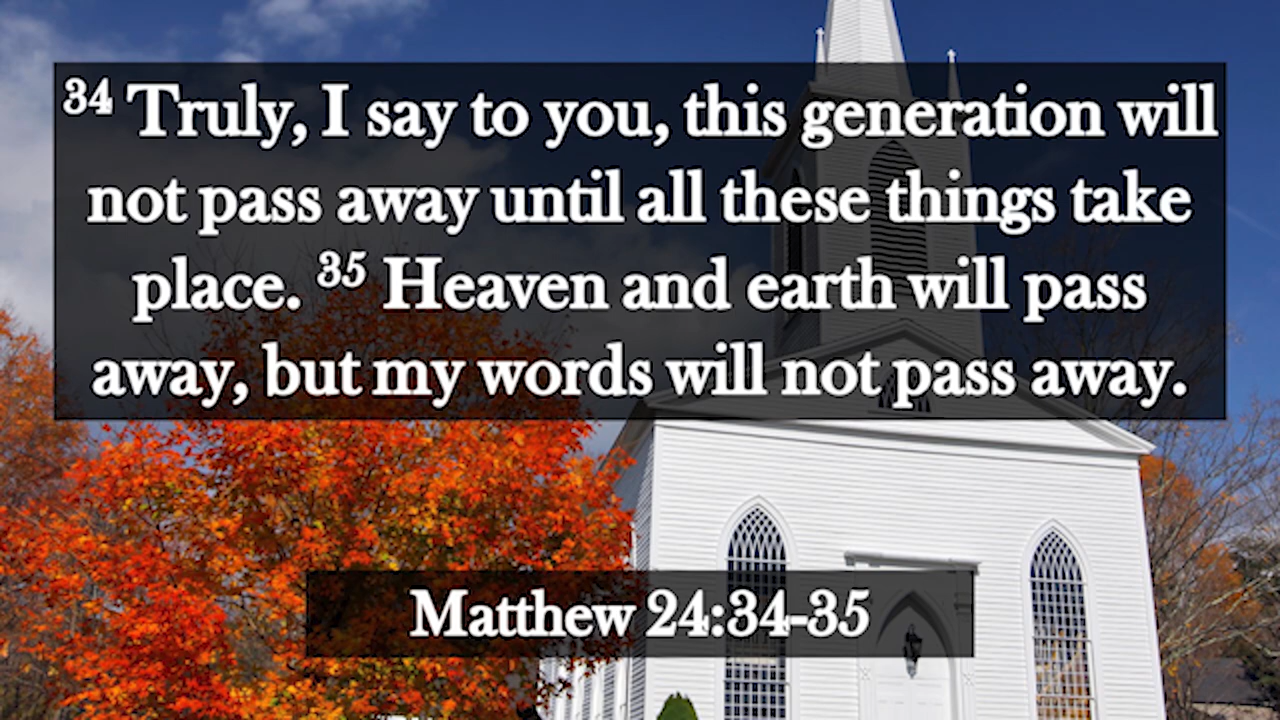 ³⁴ Truly, I say to you, this generation will
not pass away until all these things take
place. ³⁵ Heaven and earth will pass
away, but my words will not pass away.
Matthew 24:34-35